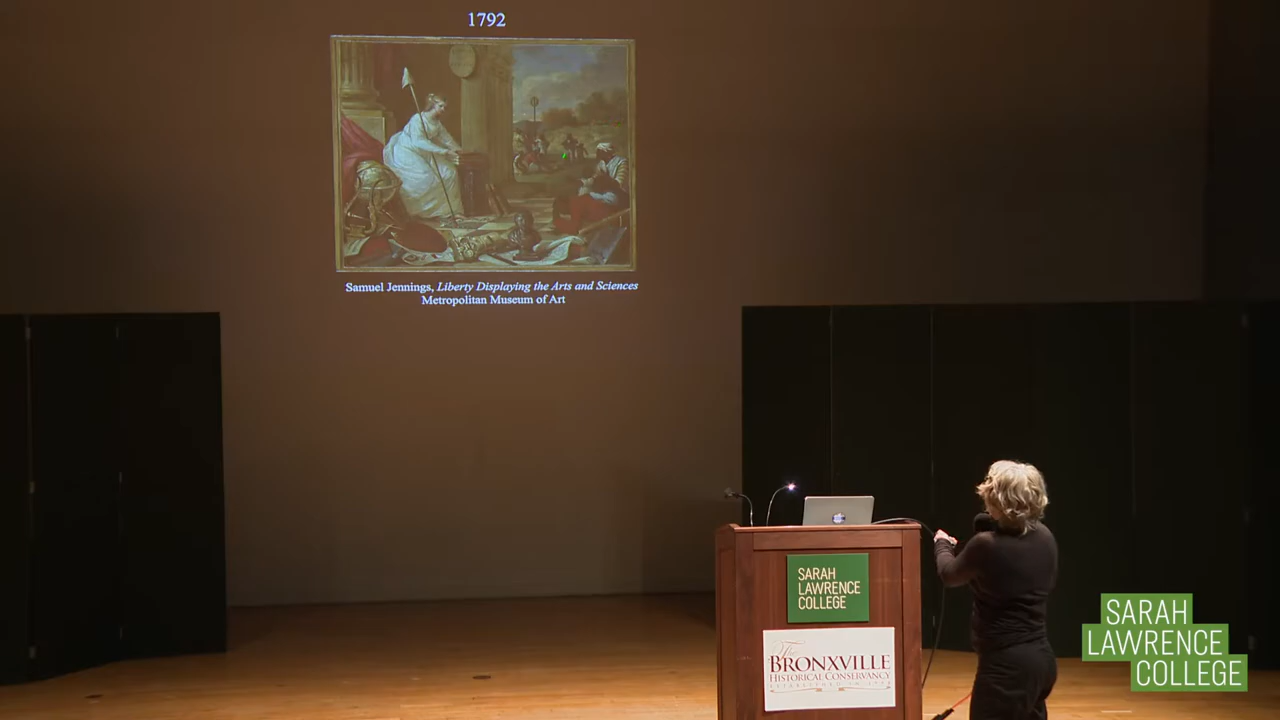 1792
Samuel Jennings, Liberty Displaying the Arts and Sciences
Metropolitan Museum of Art
SARAH
LAWRENCE
COLLEGE
The
BRONXVILLE
HISTORICAL CONSERVANCY
SARAH
LAWRENCE
COLLEGE